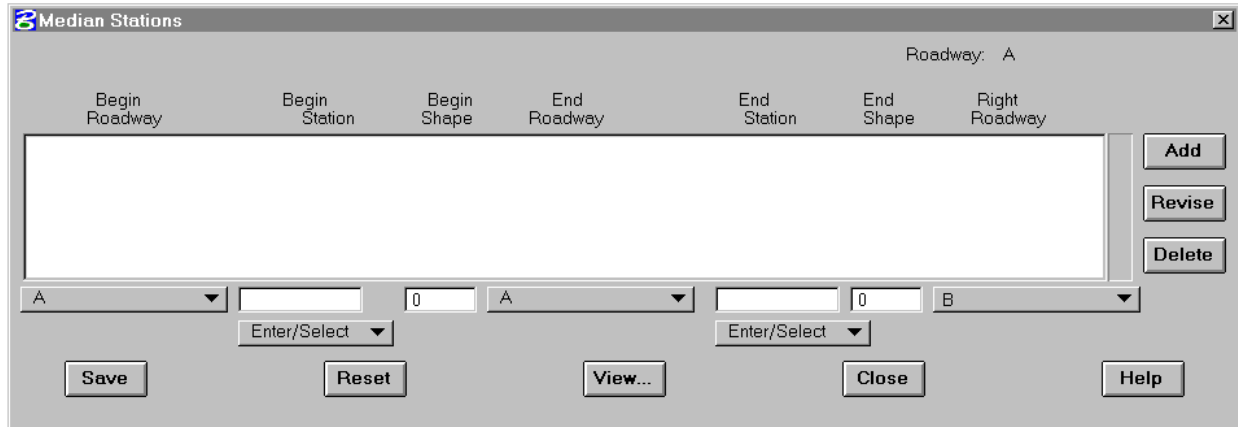 Median Stations
Roadway: A
Begin Roadway
Begin Station
Begin Shape
End Roadway
End Station
End Shape
Right Roadway
Add
Revise
Delete
A
0
A
0
B
Enter/Select
Enter/Select
Save
Reset
View...
Close
Help